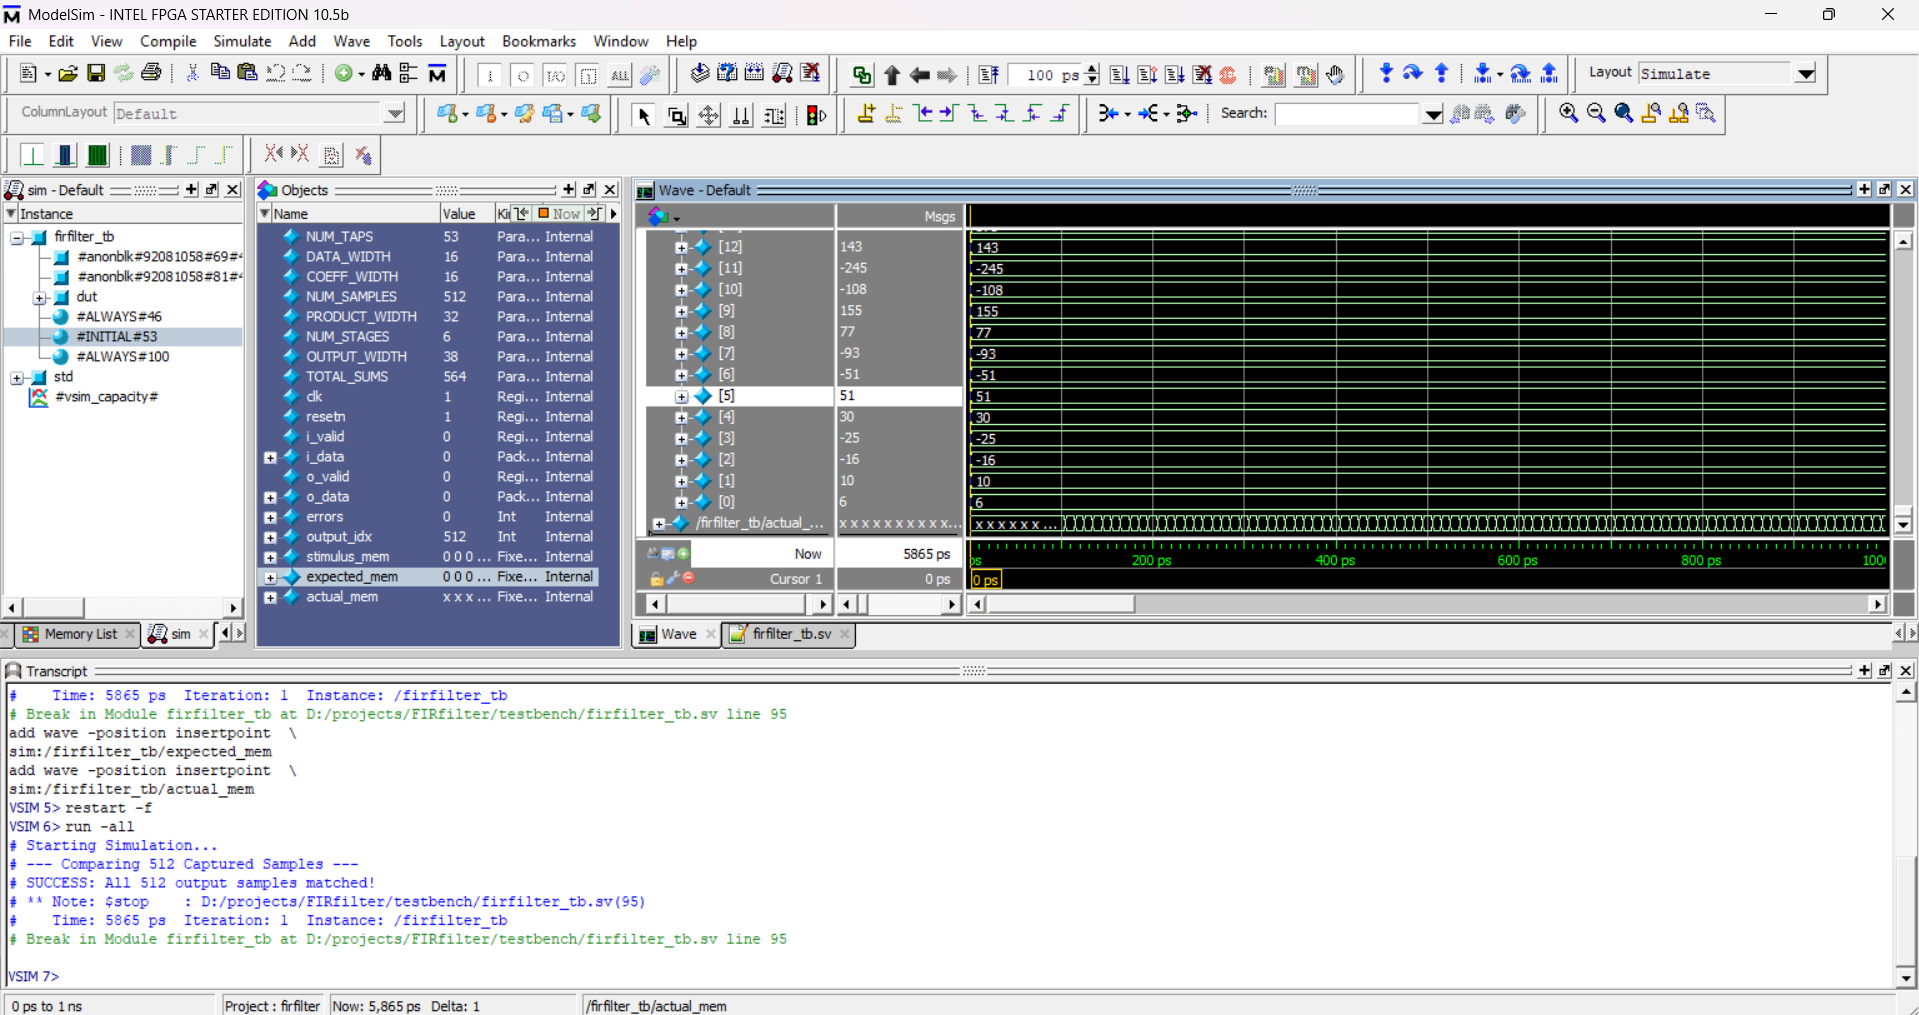 ModelSim - INTEL FPGA STARTER EDITION 10.5b
File Edit View Compile Simulate Add Wave Tools Layout Bookmarks Window Help
100 ps
Layout Simulate
ColumnLayout Default
Search:
sim - Default
Instance
firfilter_tb
#anonblk#92081058#69#4
#anonblk#92081058#81#4
dut
#ALWAYS#46
#INITIAL#53
#ALWAYS#100
std
#vsim_capacity#
Memory List
sim
Objects
Name Value Ki Now
NUM_TAPS 53 Para... Internal
DATA_WIDTH 16 Para... Internal
COEFF_WIDTH 16 Para... Internal
NUM_SAMPLES 512 Para... Internal
PRODUCT_WIDTH 32 Para... Internal
NUM_STAGES 6 Para... Internal
OUTPUT_WIDTH 38 Para... Internal
TOTAL_SUMS 564 Para... Internal
clk 1 Regi... Internal
resetn 1 Regi... Internal
i_valid 0 Regi... Internal
i_data 0 Pack... Internal
o_valid 0 Regi... Internal
o_data 0 Pack... Internal
errors 0 Int Internal
output_idx 512 Int Internal
stimulus_mem 0 0 0 ... Fixe... Internal
expected_mem 0 0 0 ... Fixe... Internal
actual_mem x x x ... Fixe... Internal
Wave - Default
Msgs
[12] 143 143
[11] -245 -245
[10] -108 -108
[9] 155 155
[8] 77 77
[7] -93 -93
[6] -51 -51
[5] 51 51
[4] 30 30
[3] -25 -25
[2] -16 -16
[1] 10 10
[0] 6 6
/firfilter_tb/actual_... x x x x x x x x x x... x x x x x x ...
Now 5865 ps ps 200 ps 400 ps 600 ps 800 ps 100
Cursor 1 0 ps 0 ps
Wave
firfilter_tb.sv
Transcript
# Time: 5865 ps Iteration: 1 Instance: /firfilter_tb
# Break in Module firfilter_tb at D:/projects/FIRfilter/testbench/firfilter_tb.sv line 95
add wave -position insertpoint \
sim:/firfilter_tb/expected_mem
add wave -position insertpoint \
sim:/firfilter_tb/actual_mem
VSIM 5> restart -f
VSIM 6> run -all
# Starting Simulation...
# --- Comparing 512 Captured Samples ---
# SUCCESS: All 512 output samples matched!
# ** Note: $stop : D:/projects/FIRfilter/testbench/firfilter_tb.sv(95)
# Time: 5865 ps Iteration: 1 Instance: /firfilter_tb
# Break in Module firfilter_tb at D:/projects/FIRfilter/testbench/firfilter_tb.sv line 95
VSIM 7>
0 ps to 1 ns
Project : firfilter
Now: 5,865 ps Delta: 1
/firfilter_tb/actual_mem